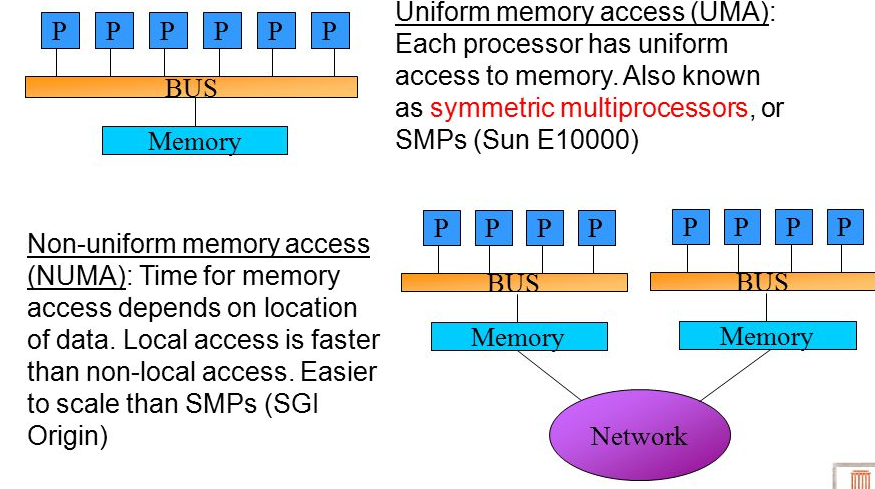 P P P P P P
BUS
Memory
Uniform memory access (UMA):
Each processor has uniform
access to memory. Also known
as symmetric multiprocessors, or
SMPs (Sun E10000)
Non-uniform memory access
(NUMA): Time for memory
access depends on location
of data. Local access is faster
than non-local access. Easier
to scale than SMPs (SGI
Origin)
P P P P
BUS
Memory
P P P P
BUS
Memory
Network